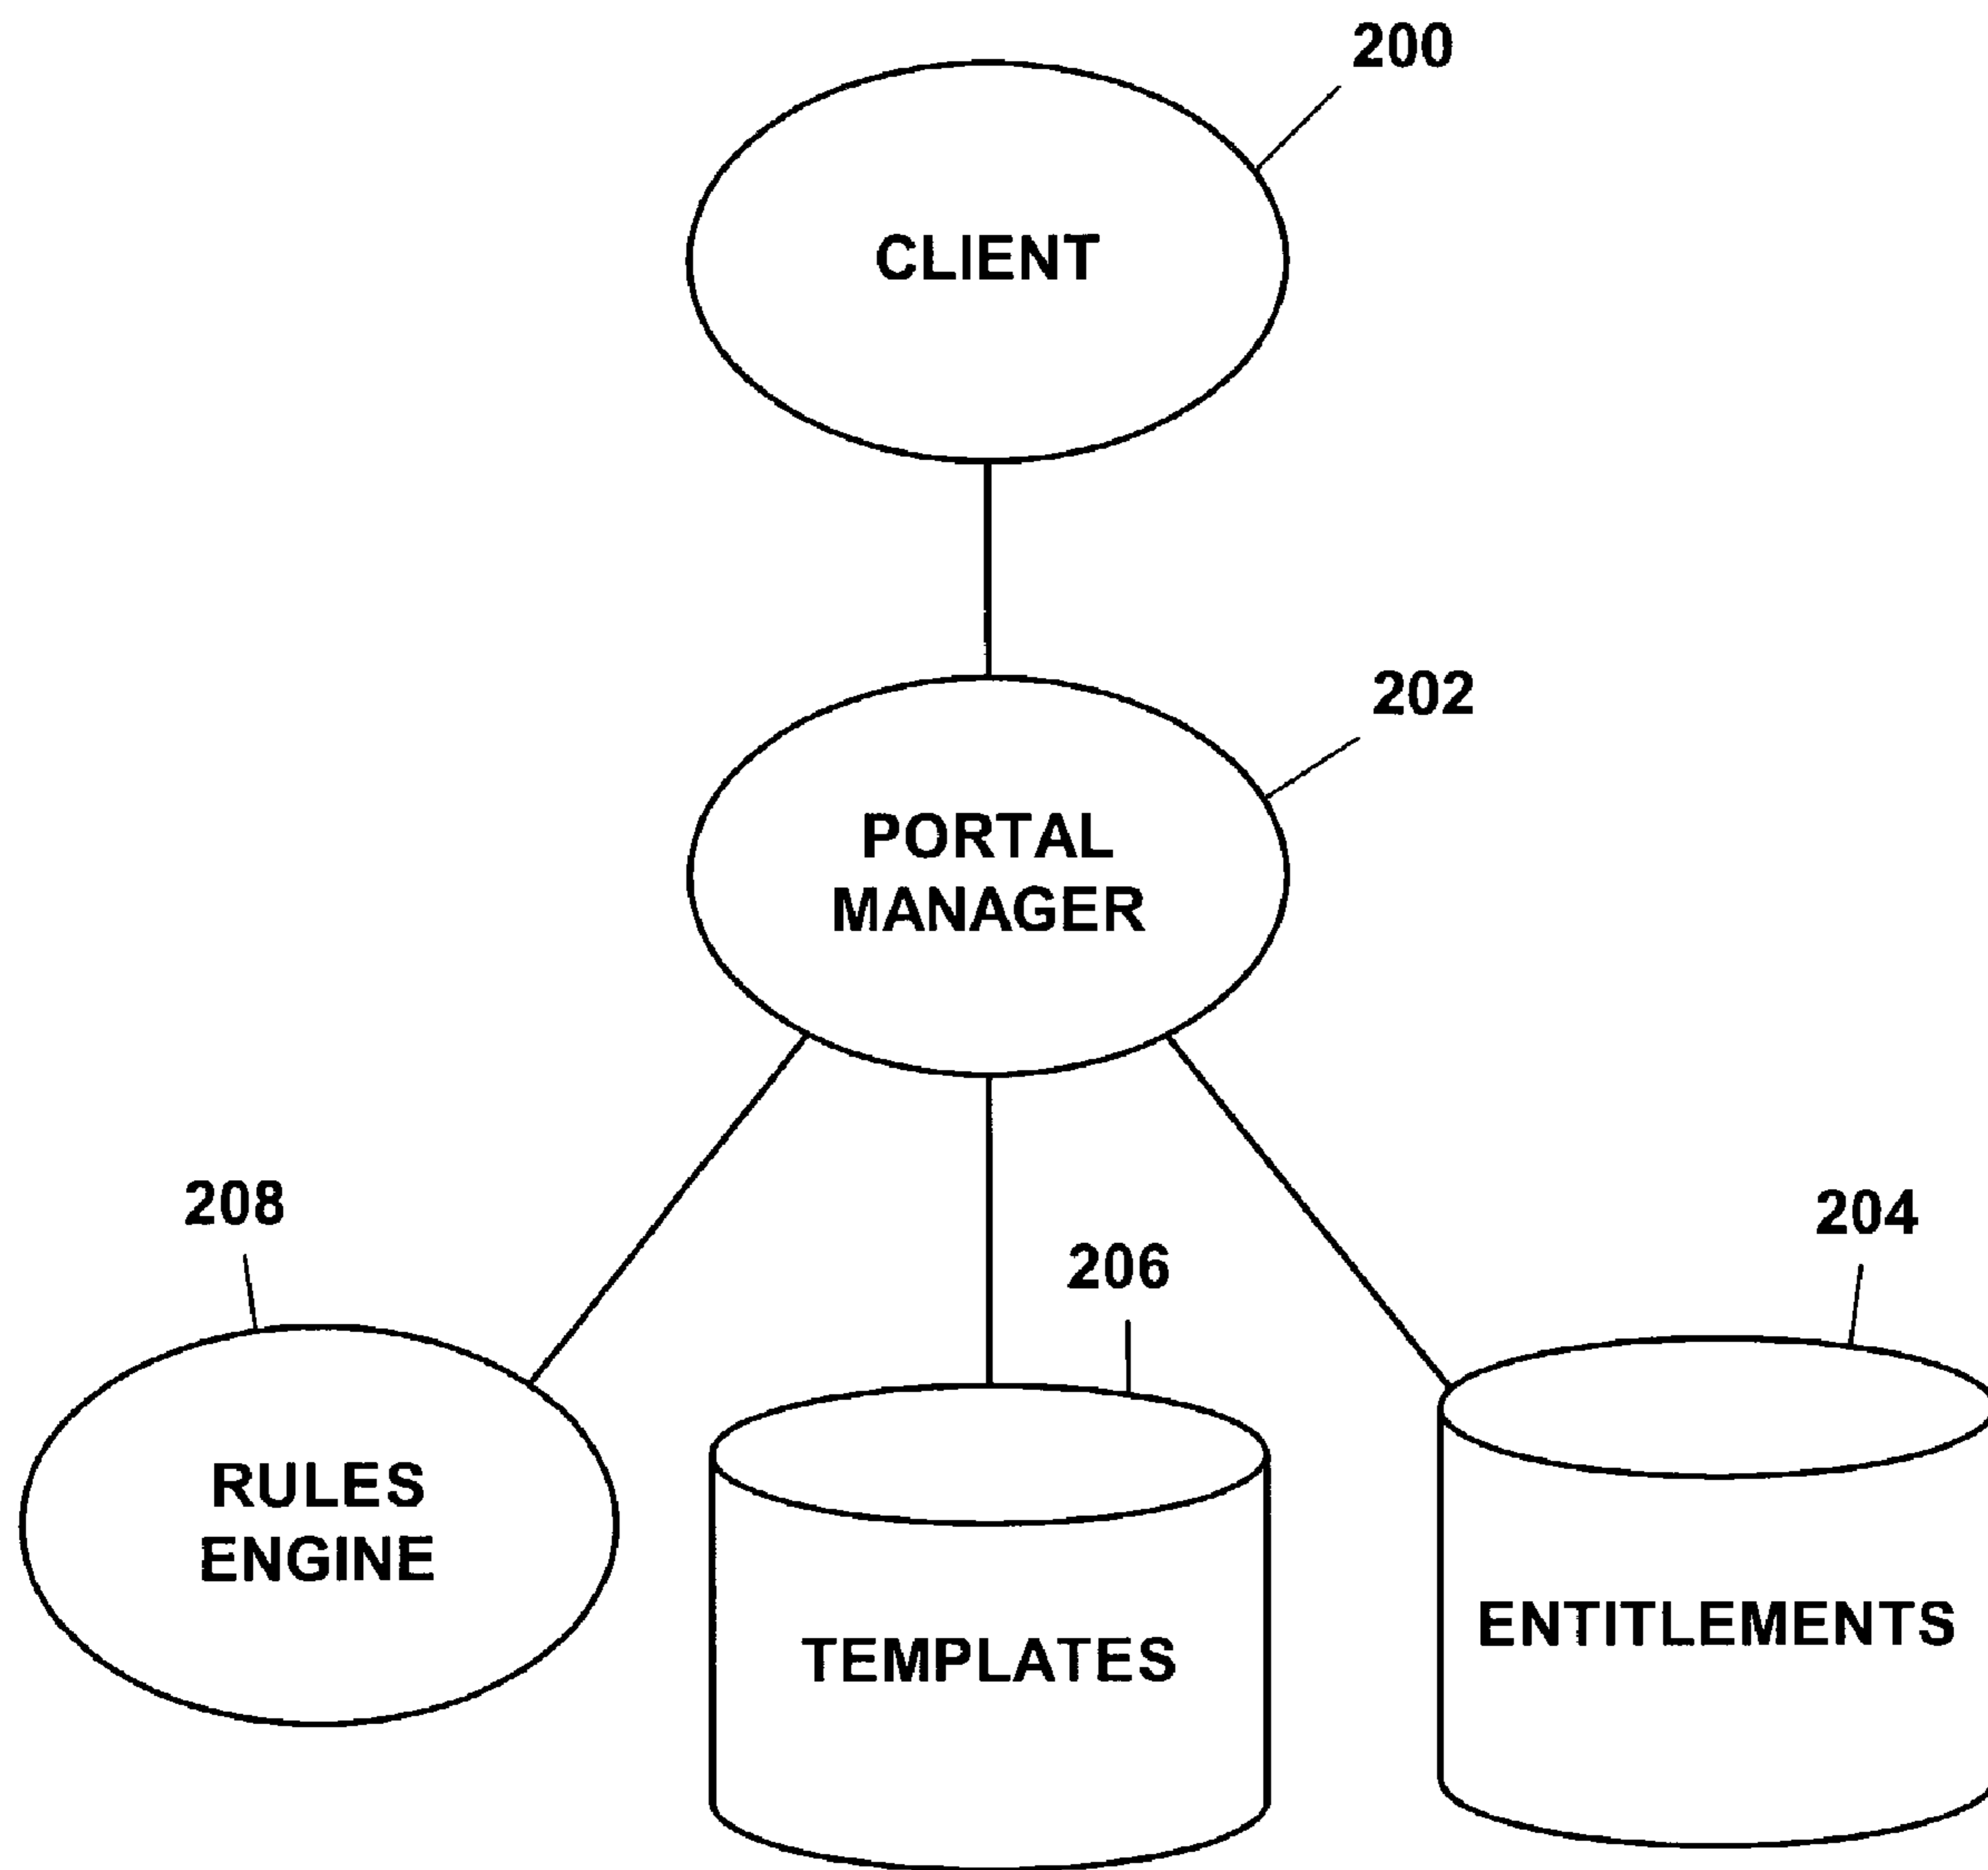 200
CLIENT
202
PORTAL
MANAGER
208
206
204
RULES
ENGINE
TEMPLATES
ENTITLEMENTS